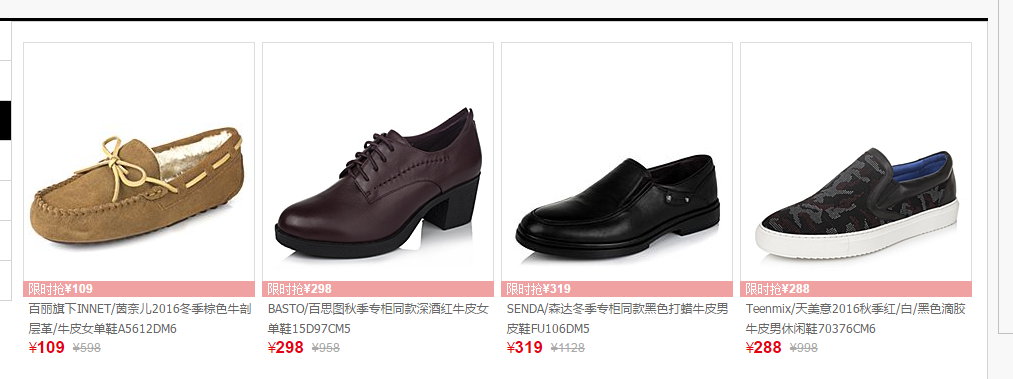 限时抢¥109
限时抢¥298
限时抢¥319
限时抢¥288
百丽旗下INNET/茵奈儿2016冬季棕色牛剖
层革/牛皮女单鞋A5612DM6
¥109 ¥598
BASTO/百思图秋季专柜同款深酒红牛皮女
单鞋15D97CM5
¥298 ¥958
SENDA/森达冬季专柜同款黑色打蜡牛皮男
皮鞋FU106DM5
¥319 ¥1128
Teenmix/天美意2016秋季红/白/黑色滴胶
牛皮男休闲鞋70376CM6
¥288 ¥998